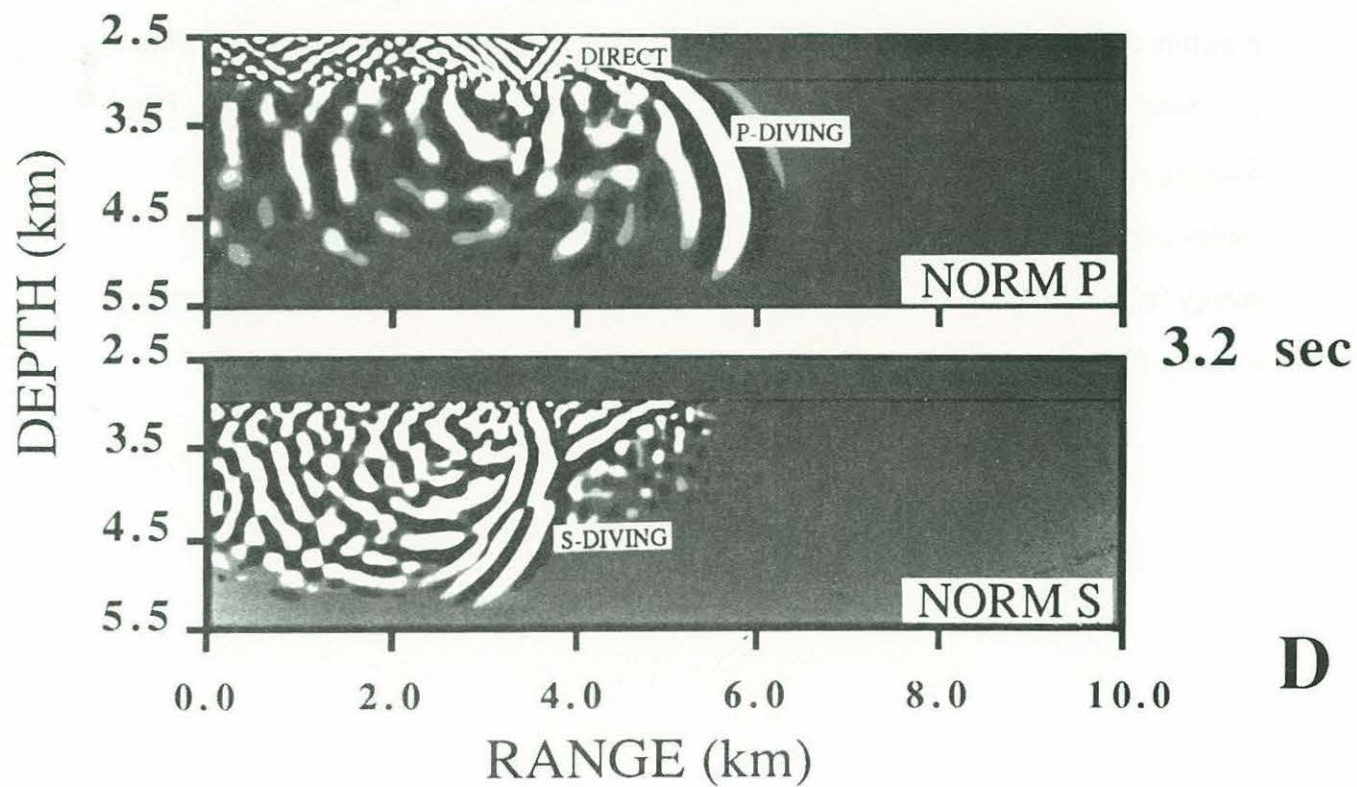 2.5
DIRECT
3.5
P-DIVING
4.5
NORM P
5.5
3.2 sec
2.5
3.5
S-DIVING
4.5
NORM S
5.5
D
0.0 2.0 4.0 6.0 8.0 10.0
RANGE (km)
DEPTH (km)